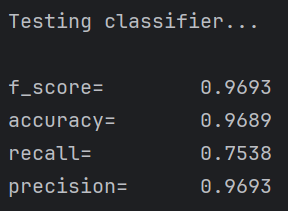 Testing classifier...
f_score= 0.9693
accuracy= 0.9689
recall= 0.7538
precision= 0.9693